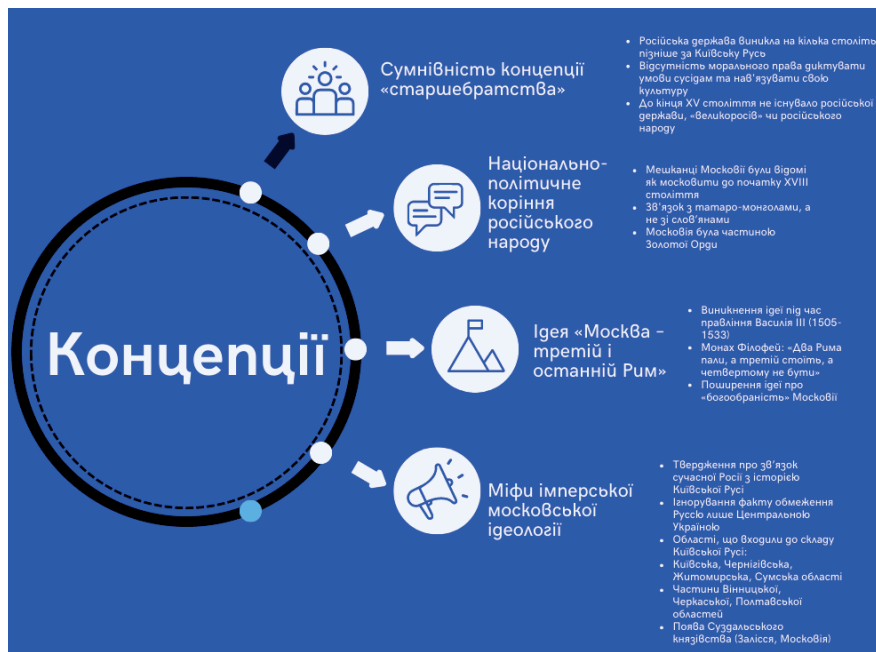 Концепції
Сумнівність концепції
«старшебратства»
• Російська держава виникла на кілька століть
пізніше за Київську Русь
• Відсутність морального права диктувати
умови сусідам та нав'язувати свою
культуру
• До кінця XV століття не існувало російської
держави, «великоросів» чи російського
народу
Національно-
політичне
коріння
російського
народу
• Мешканці Московії були відомі
як московити до початку XVIII
століття
• Зв'язок з татаро-монголами, а
не зі слов'янами
• Московія була частиною
Золотої Орди
Ідея «Москва –
третій і
останній Рим»
• Виникнення ідеї під час
правління Василія III (1505-
1533)
• Монах Філофей: «Два Рима
пали, а третій стоїть, а
четвертому не бути»
• Поширення ідеї про
«богообраність» Московії
Міфи імперської
московської
ідеології
• Твердження про зв'язок
сучасної Росії з історією
Київської Русі
• Ігнорування факту обмеження
Руссю лише Центральною
Україною
• Області, що входили до складу
Київської Русі:
• Київська, Чернігівська,
Житомирська, Сумська області
• Частини Вінницької,
Черкаської, Полтавської
областей
• Поява Суздальського
князівства (Залісся, Московія)